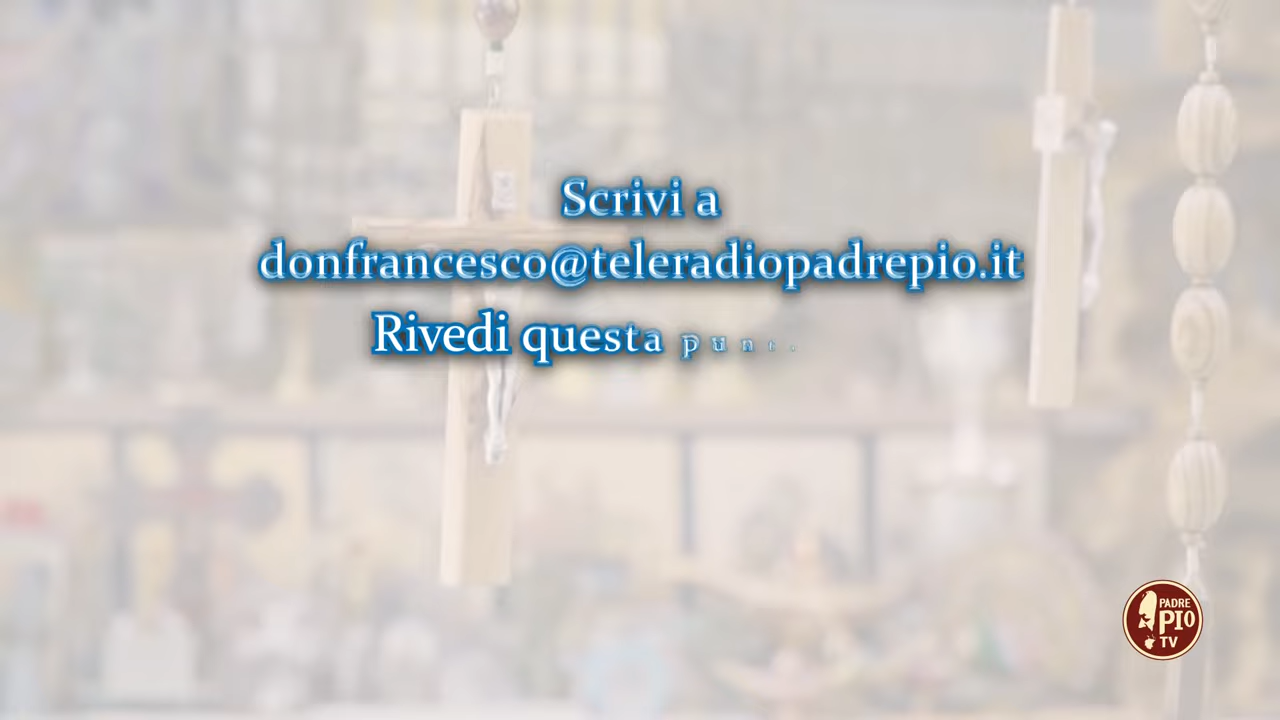 Scrivi a
donfrancesco@teleradiopadrepio.it
Rivedi questa
PADRE
PIO
TV